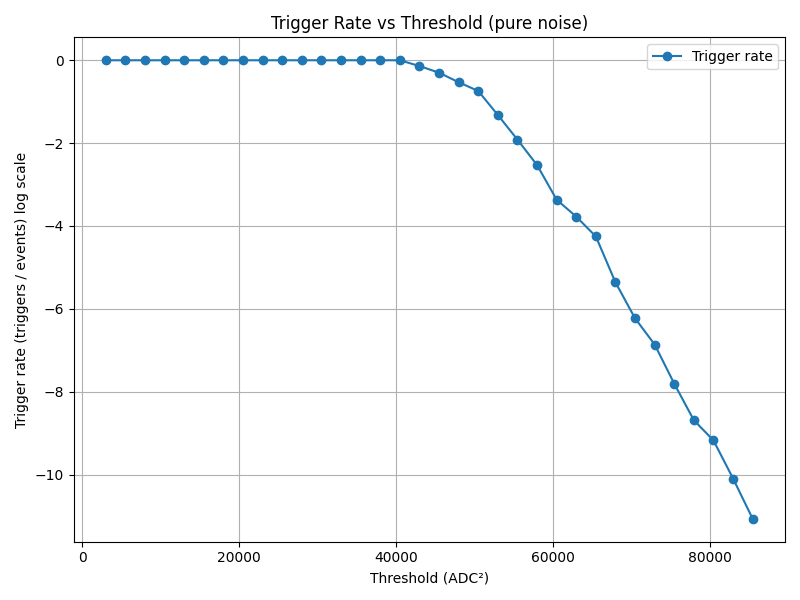 Trigger Rate vs Threshold (pure noise)
Trigger rate
0
−2
−4
−6
−8
−10
Trigger rate (triggers / events) log scale
0 20000 40000 60000 80000
Threshold (ADC²)